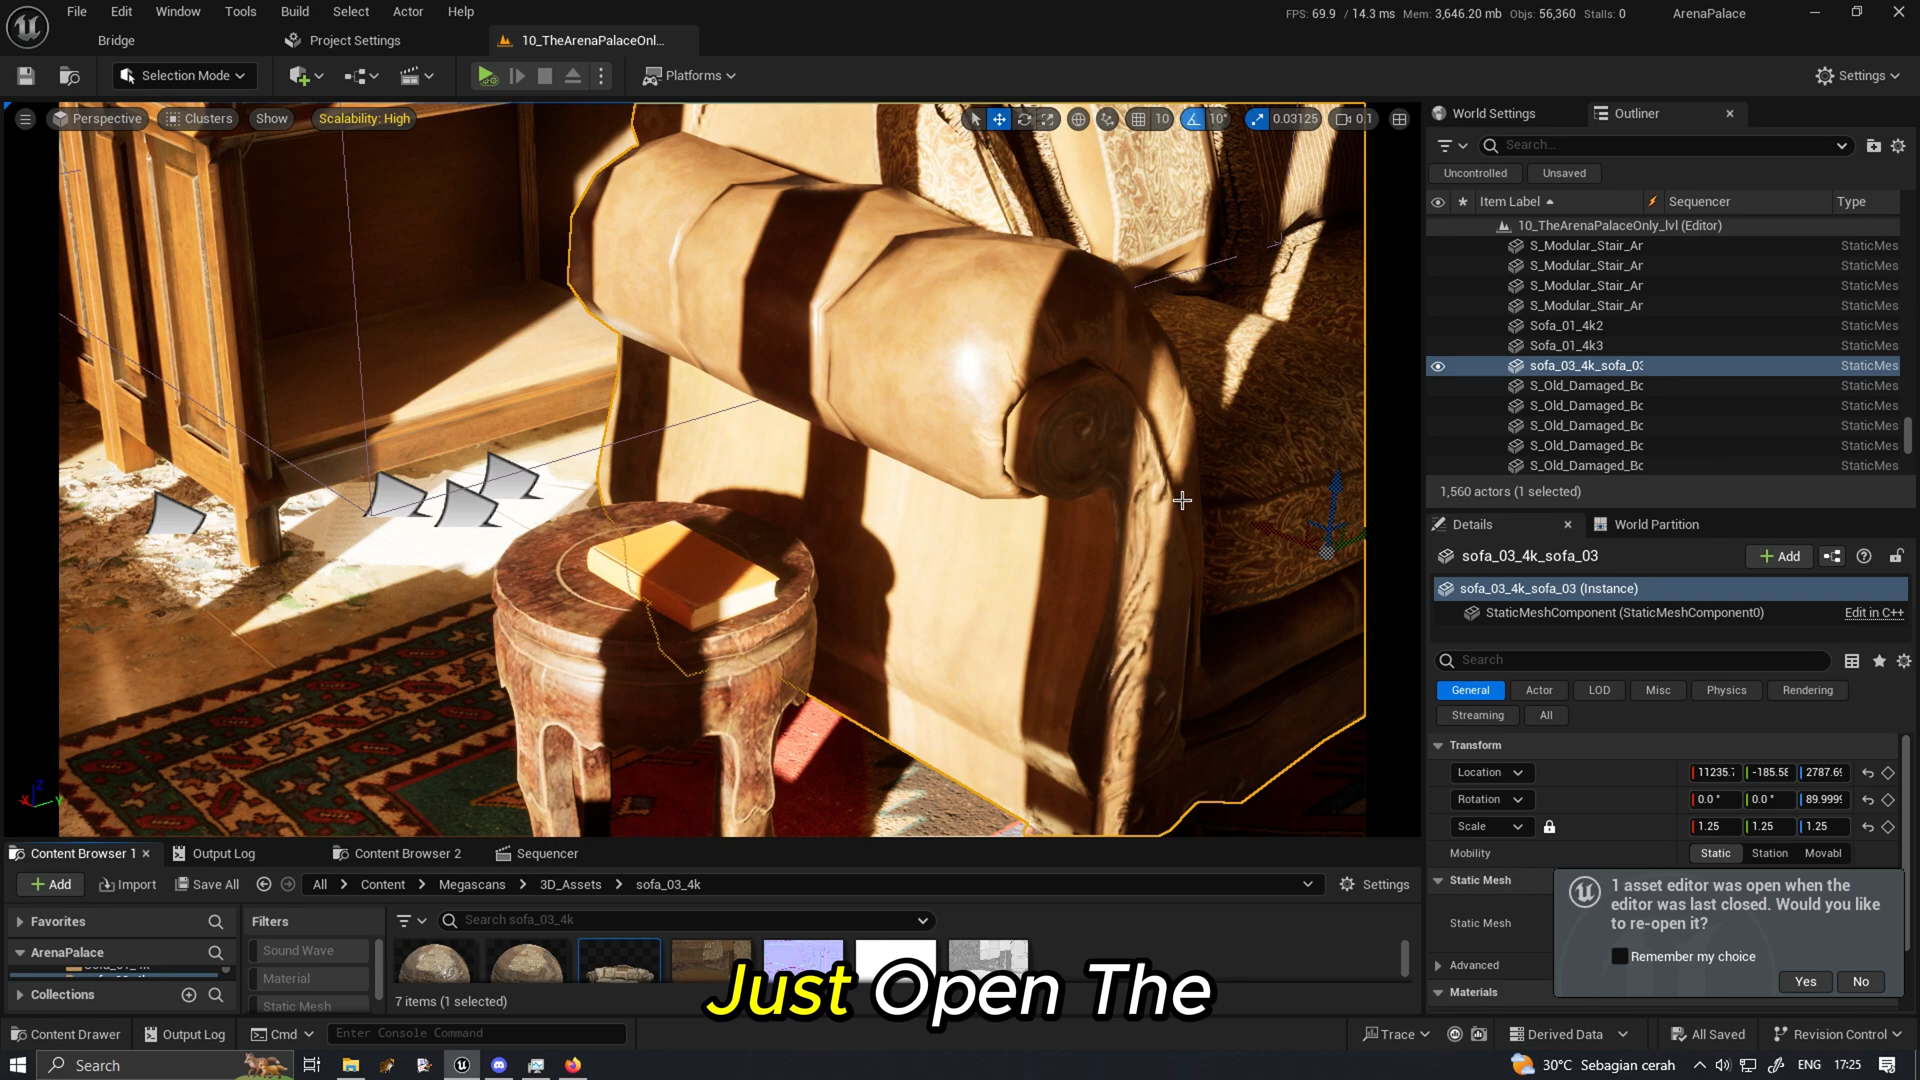 File Edit Window Tools Build Select Actor Help
FPS: 69.9 / 14.3 ms Mem: 3,646.20 mb Objs: 56,360 Stalls: 0
ArenaPalace
Bridge
Project Settings
10_TheArenaPalaceOnl...
Selection Mode
Platforms
Settings
Perspective
Clusters
Show
Scalability: High
10
10°
0.03125
0.1
World Settings
Outliner
Search...
Uncontrolled
Unsaved
Item Label
Sequencer
Type
10_TheArenaPalaceOnly_lvl (Editor)
S_Modular_Stair_Ar StaticMes
S_Modular_Stair_Ar StaticMes
S_Modular_Stair_Ar StaticMes
S_Modular_Stair_Ar StaticMes
Sofa_01_4k2 StaticMes
Sofa_01_4k3 StaticMes
sofa_03_4k_sofa_03 StaticMes
S_Old_Damaged_Bc StaticMes
S_Old_Damaged_Bc StaticMes
S_Old_Damaged_Bc StaticMes
S_Old_Damaged_Bc StaticMes
S_Old_Damaged_Bc StaticMes
1,560 actors (1 selected)
Details
World Partition
sofa_03_4k_sofa_03
Add
sofa_03_4k_sofa_03 (Instance)
StaticMeshComponent (StaticMeshComponent0)
Edit in C++
Search
General Actor LOD Misc Physics Rendering
Streaming All
Transform
Location 11235.7 -185.58 2787.69
Rotation 0.0 ° 0.0 ° 89.9999
Scale 1.25 1.25 1.25
Mobility Static Station Movabl
Static Mesh
Static Mesh
Advanced
Materials
1 asset editor was open when the
editor was last closed. Would you like
to re-open it?
Remember my choice
Yes No
Content Browser 1
Output Log
Content Browser 2
Sequencer
Add
Import
Save All
All Content Megascans 3D_Assets sofa_03_4k
Settings
Favorites
ArenaPalace
Collections
Filters
Sound Wave
Material
Static Mesh
Search sofa_03_4k
7 items (1 selected)
Just Open The
Content Drawer
Output Log
Cmd
Enter Console Command
Trace
Derived Data
All Saved
Revision Control
Search
30°C Sebagian cerah
ENG
17:25